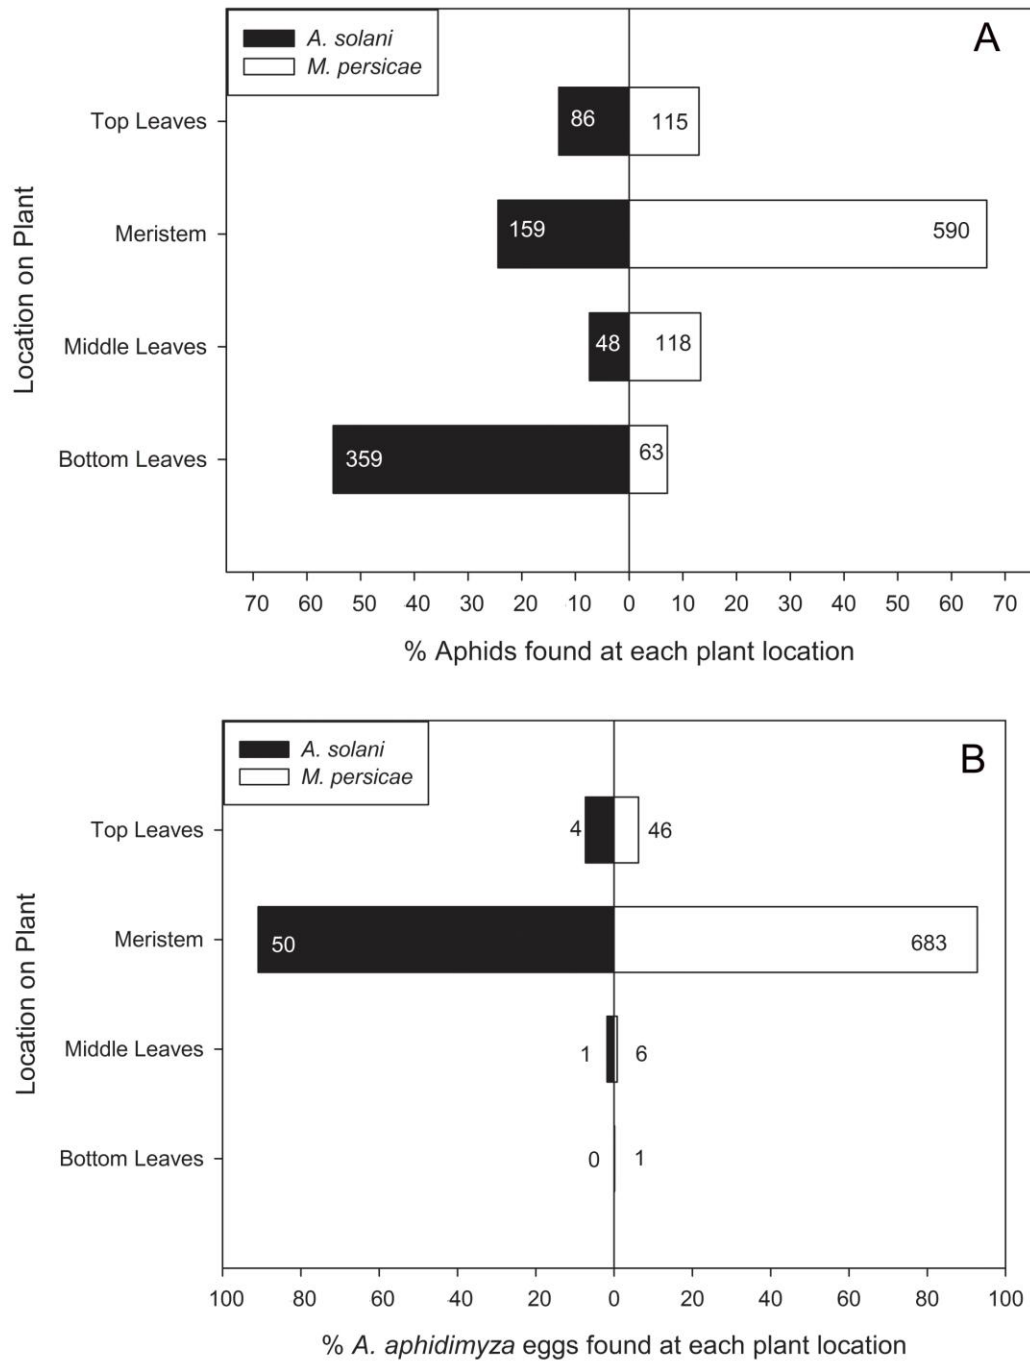 A. solani
M. persicae
A
Top Leaves
86
115
Meristem
159
590
Middle Leaves
48
118
Bottom Leaves
359
63
Location on Plant
70 60 50 40 30 20 10 0 10 20 30 40 50 60 70
% Aphids found at each plant location
A. solani
M. persicae
B
Top Leaves
4
46
Meristem
50
683
Middle Leaves
1
6
Bottom Leaves
0
1
Location on Plant
100 80 60 40 20 0 20 40 60 80 100
% A. aphidimyza eggs found at each plant location